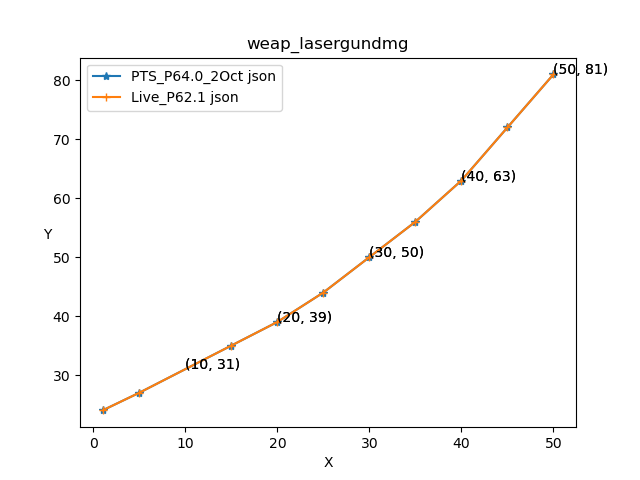 weap_lasergundmg
PTS_P64.0_2Oct json
Live_P62.1 json
(50, 81)
80
70
(40, 63)
60
Y
(30, 50)
50
40
(20, 39)
(10, 31)
30
0 10 20 30 40 50
X